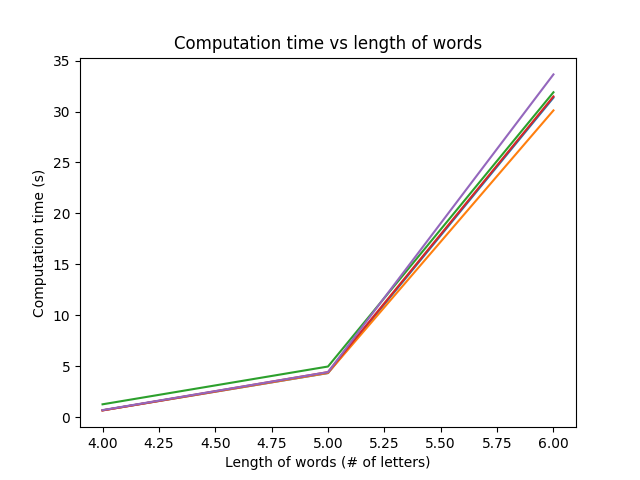 Computation time vs length of words
35
30
25
20
15
10
5
0
Computation time (s)
4.00 4.25 4.50 4.75 5.00 5.25 5.50 5.75 6.00
Length of words (# of letters)